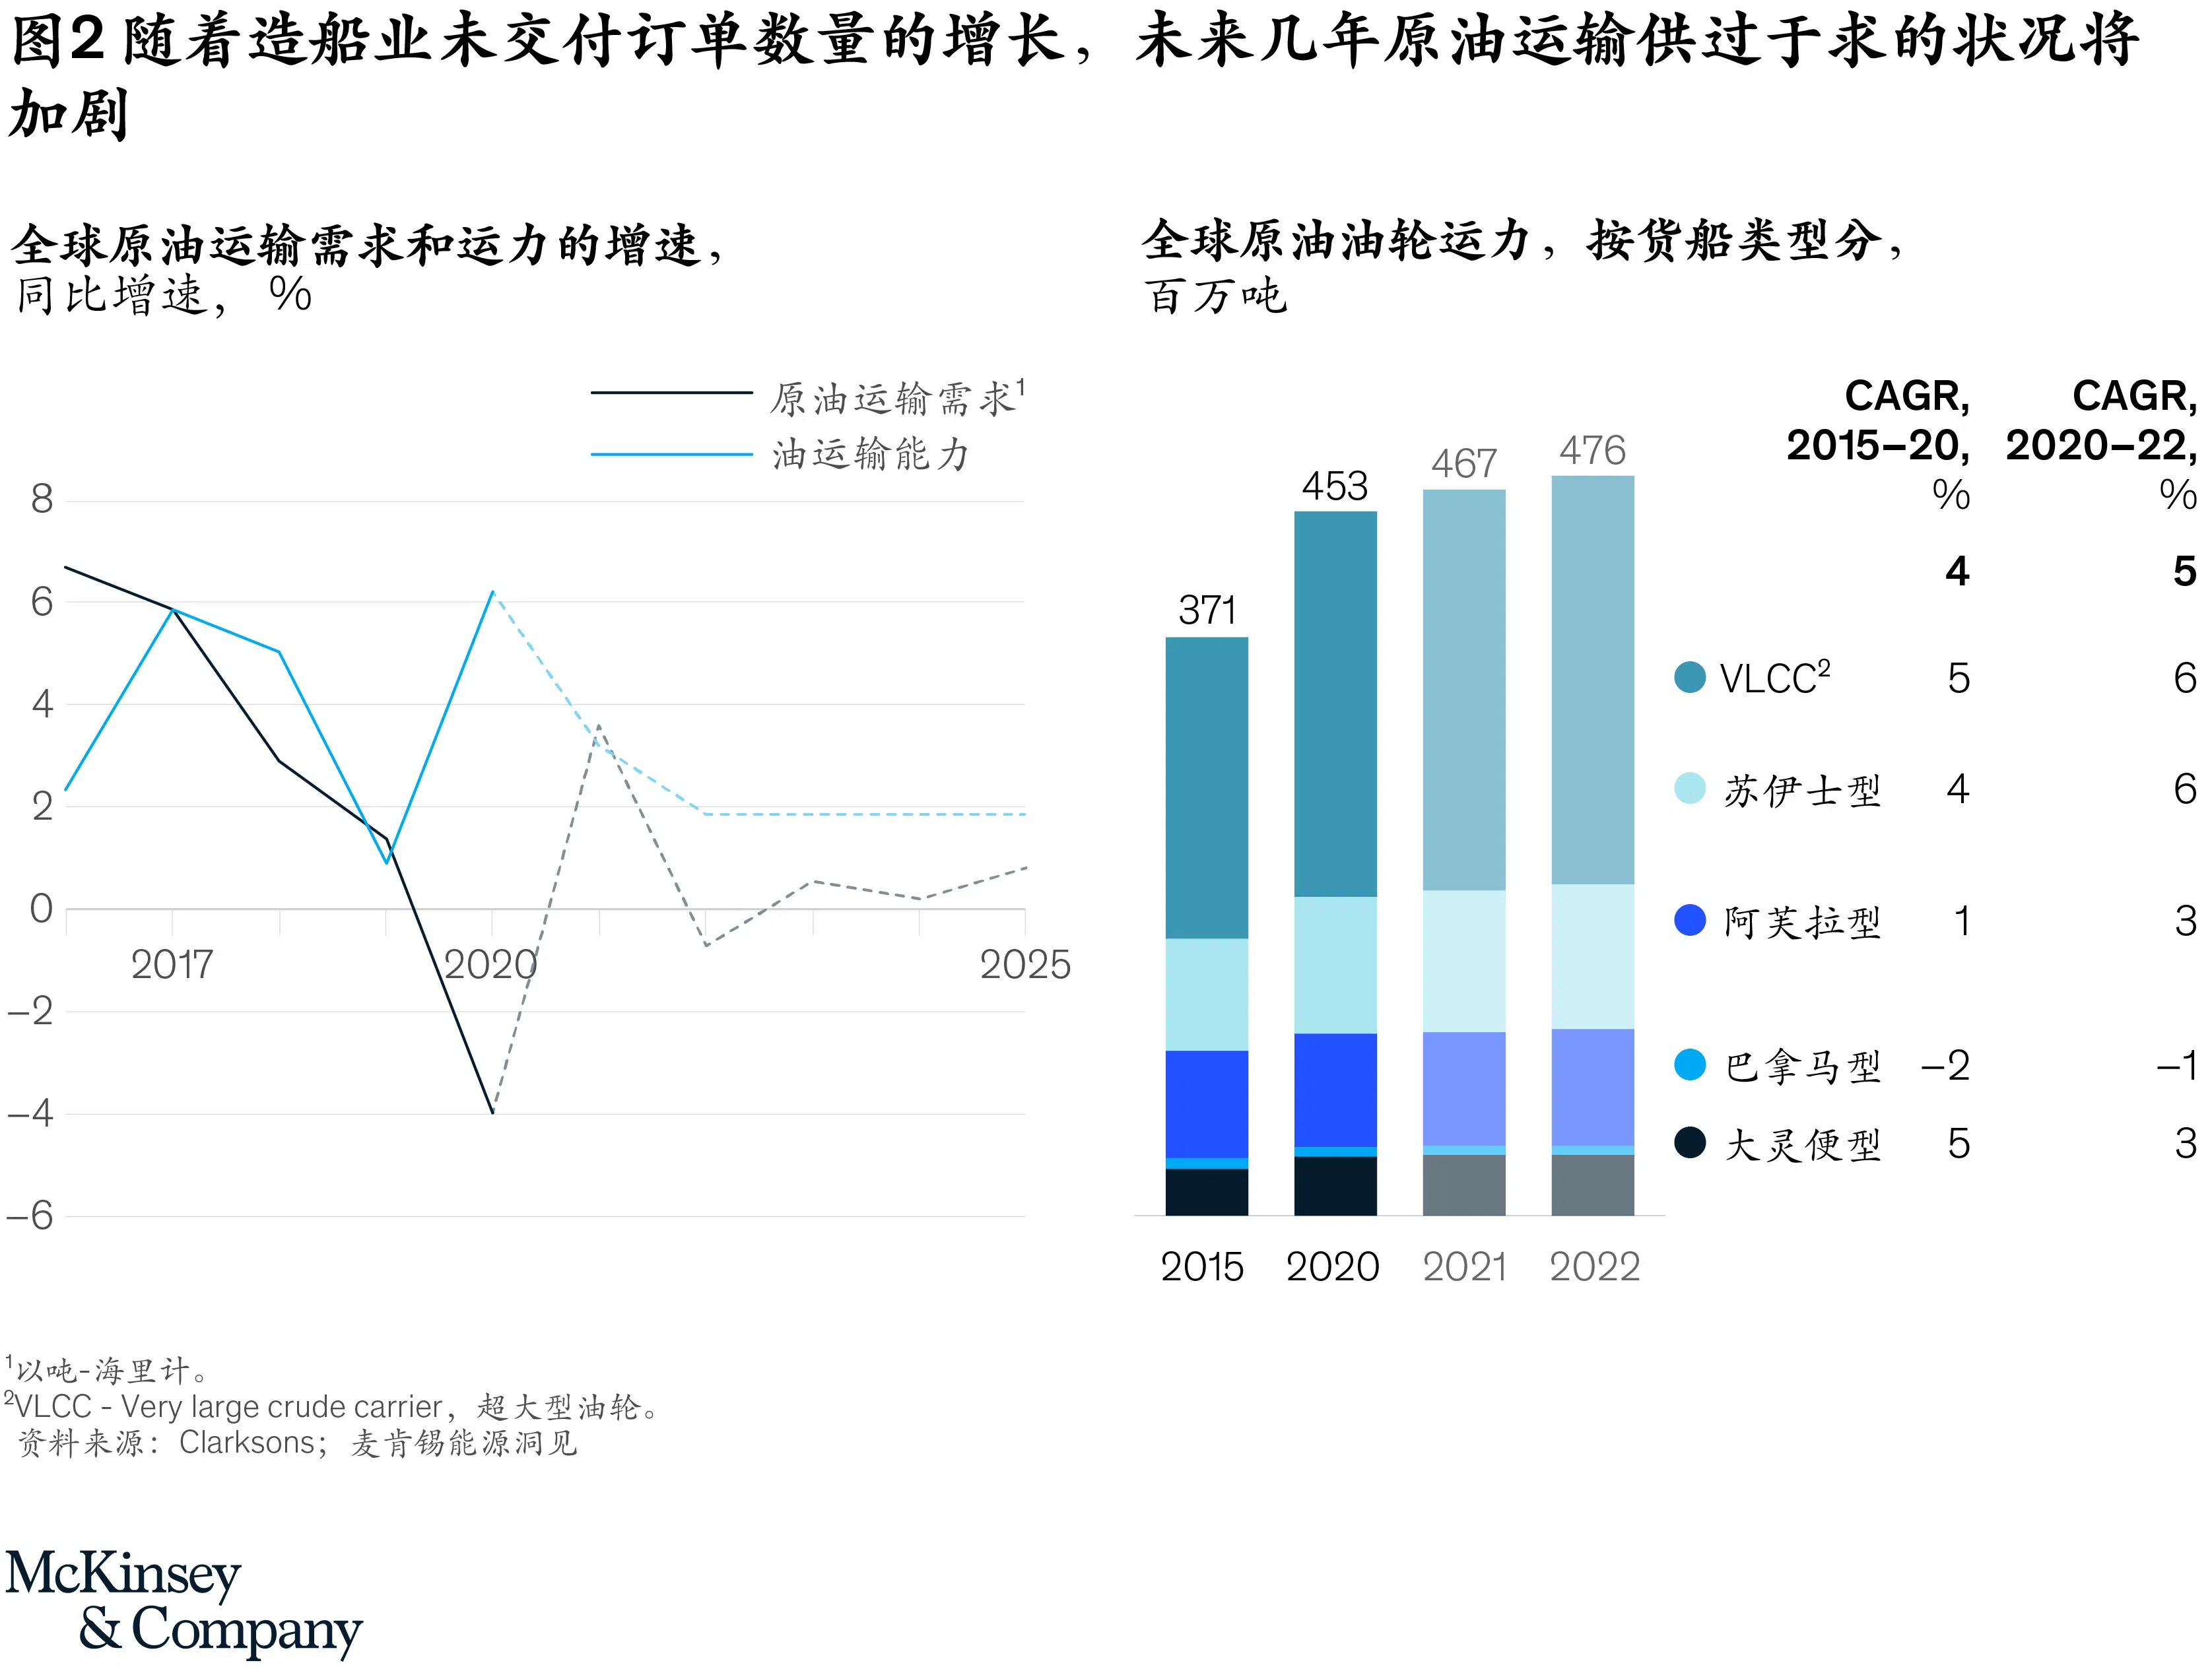 图2 随着造船业未交付订单数量的增长，未来几年原油运输供过于求的状况将
加剧
全球原油运输需求和运力的增速，
同比增速， %
原油运输需求¹
油运输能力
8
6
4
2
0
−2
−4
−6
2017
2020
2025
全球原油油轮运力，按货船类型分，
百万吨
371
453
467
476
2015
2020
2021
2022
CAGR, CAGR,
2015–20, 2020–22,
% %
4 5
VLCC² 5 6
苏伊士型 4 6
阿芙拉型 1 3
巴拿马型 −2 −1
大灵便型 5 3
¹以吨-海里计。
²VLCC - Very large crude carrier，超大型油轮。
资料来源：Clarksons；麦肯锡能源洞见
McKinsey
& Company